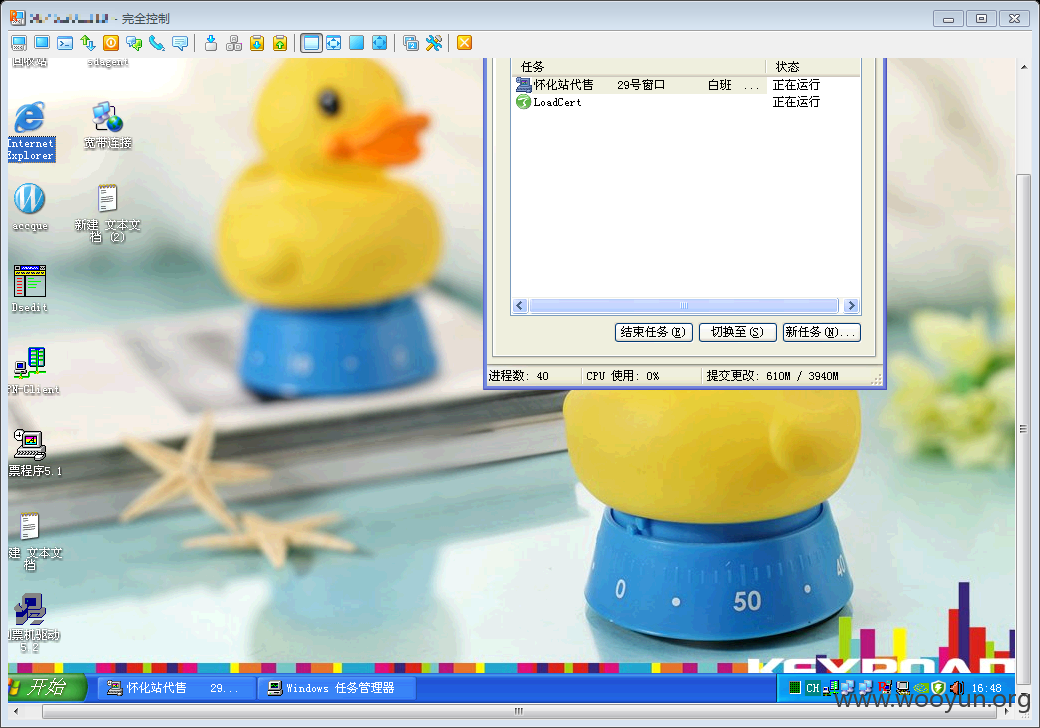 - 完全控制
回收站
sdagent
任务
状态
怀化站代售 29号窗口 白班 ...
正在运行
LoadCert
正在运行
Internet
Explorer
宽带连接
accgue
新建 文本文
档 (2)
Dsedit
PN-Client
票程序5.1
建 文本文
档
票机驱动
5.2
结束任务(E)
切换至(S)
新任务(N)...
进程数: 40
CPU 使用: 0%
提交更改: 610M / 3940M
0
50
40
KEYROAD
开始
怀化站代售 29...
Windows 任务管理器
CH
16:48
www.wooyun.org